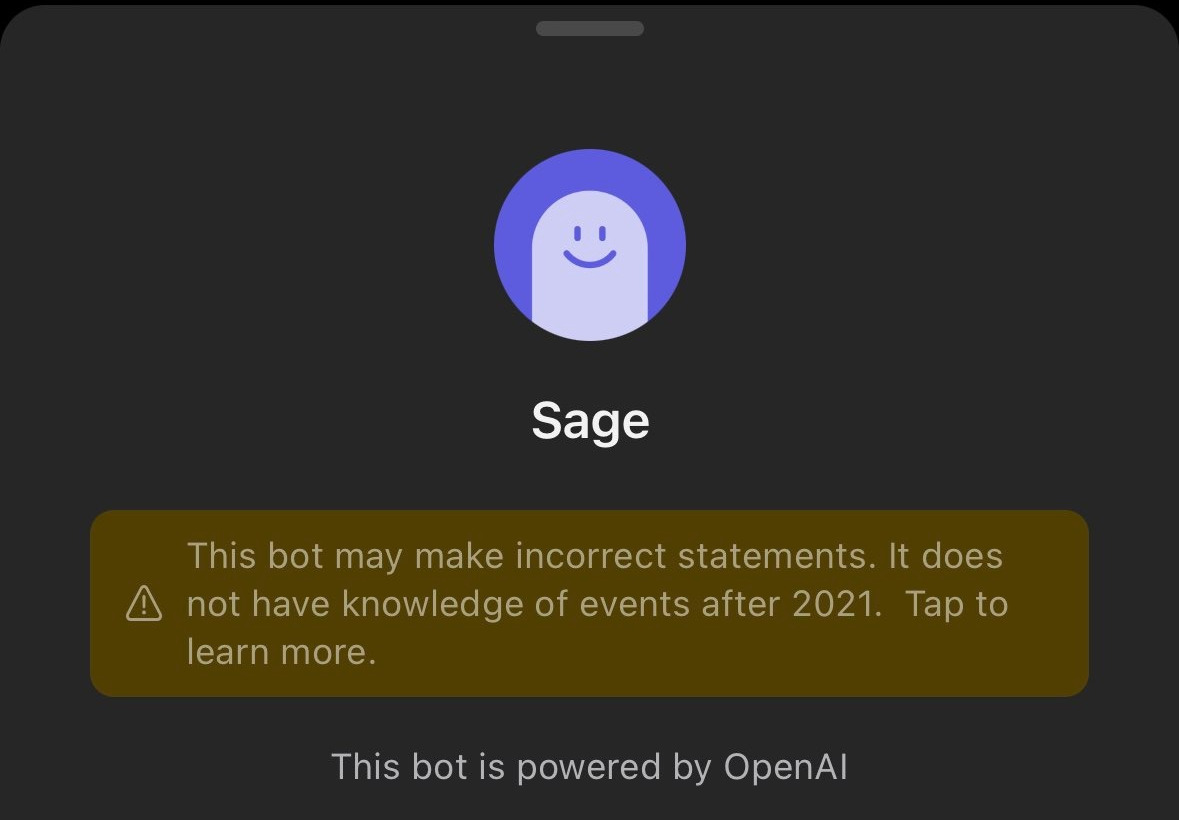 Sage
This bot may make incorrect statements. It does
not have knowledge of events after 2021.  Tap to
learn more.
This bot is powered by OpenAI